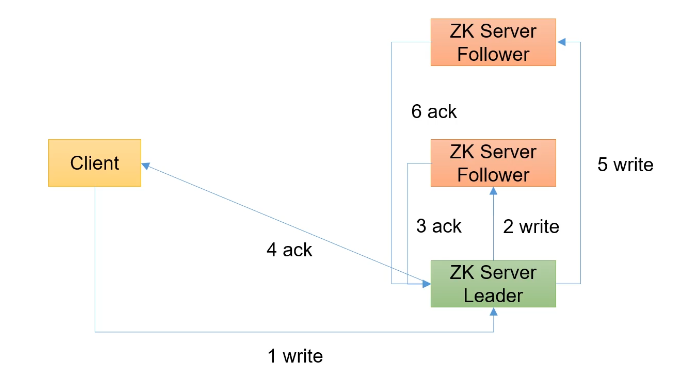 ZK Server
Follower
6 ack
Client
ZK Server
Follower
5 write
3 ack
2 write
4 ack
ZK Server
Leader
1 write